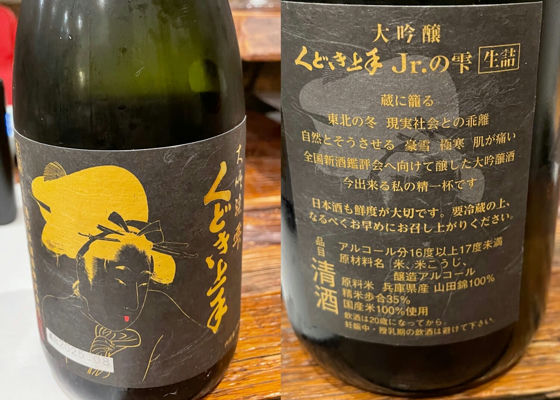 大吟醸
くどき上手
大吟醸
くどき上手 Jr.の雫 生詰
蔵に籠る
東北の冬 現実社会との乖離
自然とそうさせる 豪雪 極寒 肌が痛い
全国新酒鑑評会へ向けて醸した大吟醸酒
今出来る私の精一杯です
日本酒も鮮度が大切です。要冷蔵の上、
なるべくお早めにお召し上がりください。
品目 清酒
アルコール分16度以上17度未満
原材料名 米、米こうじ、
醸造アルコール
原料米 兵庫県産 山田錦100%
精米歩合35%
国産米100%使用
飲酒は20歳になってから。
妊娠中・授乳期の飲酒は避けて下さい。